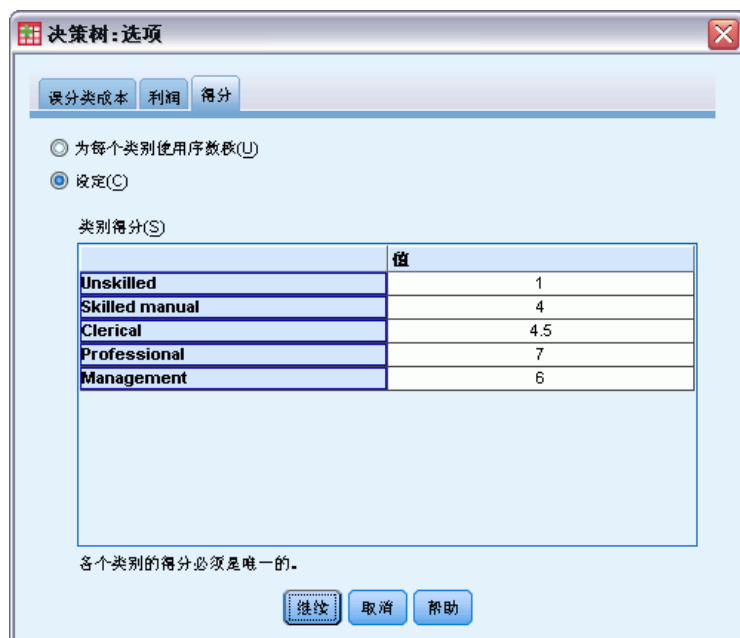 决策树:选项
误分类成本 利润 得分
为每个类别使用序数秩(U)
设定(C)
类别得分(S)
值
Unskilled 1
Skilled manual 4
Clerical 4.5
Professional 7
Management 6
各个类别的得分必须是唯一的。
继续 取消 帮助